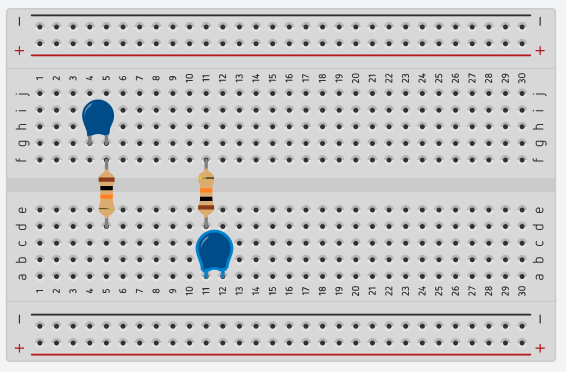 − −
+ +
1 2 3 4 5 6 7 8 9 10 11 12 13 14 15 16 17 18 19 20 21 22 23 24 25 26 27 28 29 30
j j
i i
h h
g g
f f
e e
d d
c c
b b
a a
1 2 3 4 5 6 7 8 9 10 11 12 13 14 15 16 17 18 19 20 21 22 23 24 25 26 27 28 29 30
− −
+ +